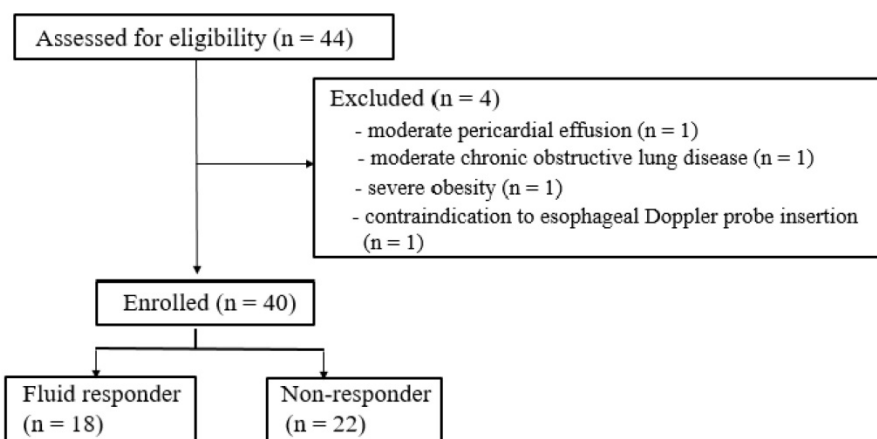 Assessed for eligibility (n = 44)
Excluded (n = 4)
- moderate pericardial effusion (n = 1)
- moderate chronic obstructive lung disease (n = 1)
- severe obesity (n = 1)
- contraindication to esophageal Doppler probe insertion
(n = 1)
Enrolled (n = 40)
Fluid responder
(n = 18)
Non-responder
(n = 22)